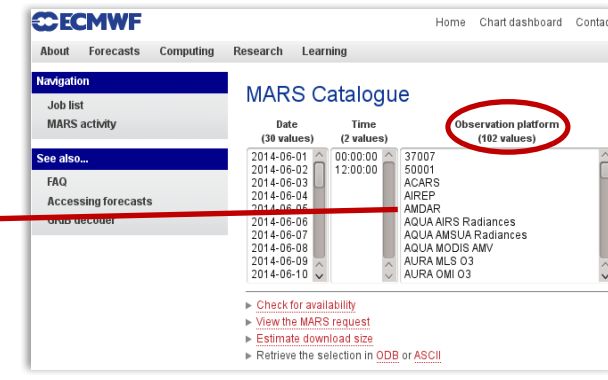 ECMWF
Home Chart dashboard
About Forecasts Computing Research Learning
Navigation
Job list
MARS activity
See also...
FAQ
Accessing forecasts
GRIB decoder
MARS Catalogue
Date
(30 values)
Time
(2 values)
Observation platform
(102 values)
2014-06-01 00:00:00 37007
2014-06-02 12:00:00 50001
2014-06-03 ACARS
2014-06-04 AIREP
2014-06-05 AMDAR
2014-06-06 AQUA AIRS Radiances
2014-06-07 AQUA AMSUA Radiances
2014-06-08 AQUA MODIS AMV
2014-06-09 AURA MLS O3
2014-06-10 AURA OMI O3
Check for availability
View the MARS request
Estimate download size
Retrieve the selection in ODB or ASCII